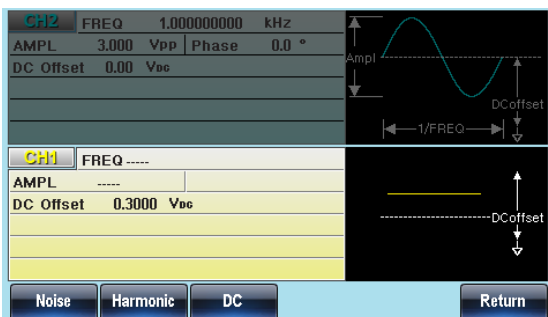 CH2 FREQ 1.000000000 kHz
AMPL 3.000 Vpp Phase 0.0 °
DC Offset 0.00 VDC
Ampl
DCoffset
1/FREQ
CH1 FREQ -----
AMPL -----
DC Offset 0.3000 VDC
DCoffset
Noise Harmonic DC Return